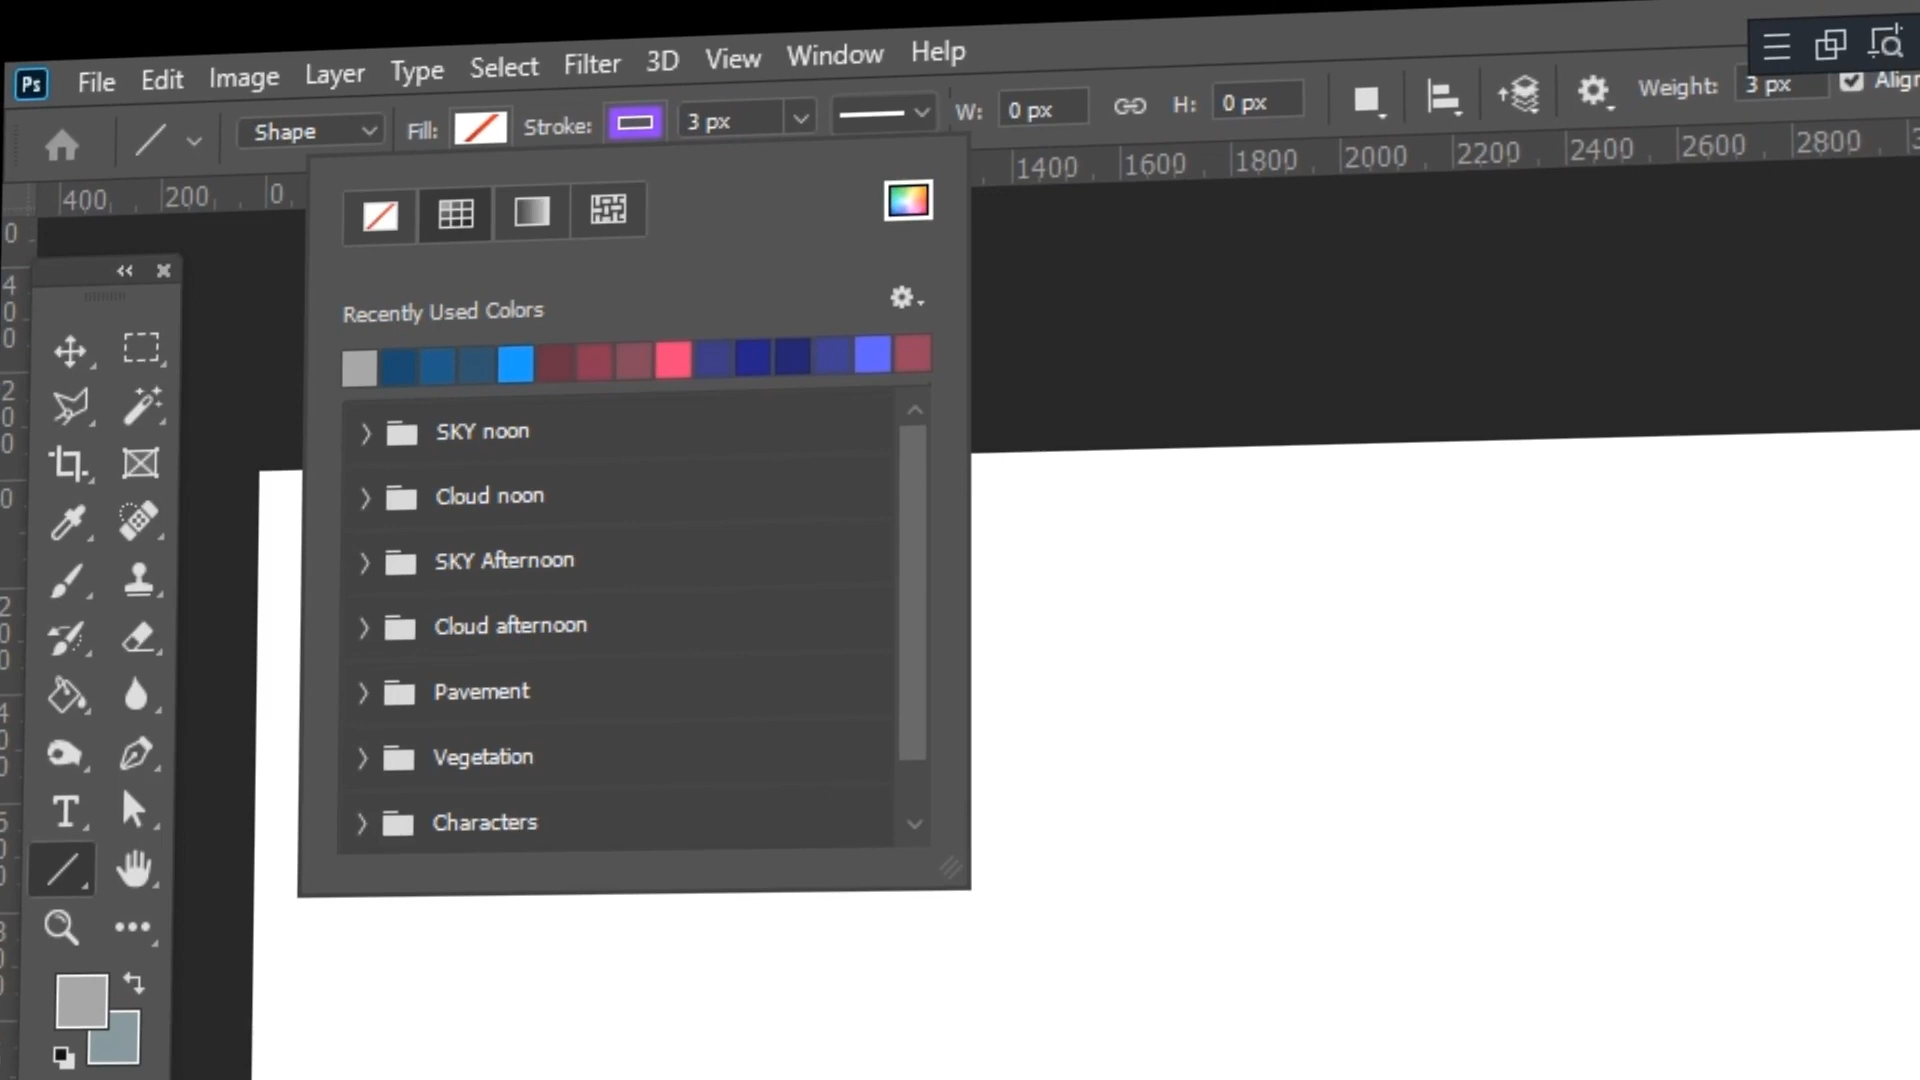 Ps File Edit Image Layer Type Select Filter 3D View Window Help
Shape Fill: Stroke: 3 px W: 0 px H: 0 px Weight: 3 px Align
400 200 0 1400 1600 1800 2000 2200 2400 2600 2800
Recently Used Colors
SKY noon
Cloud noon
SKY Afternoon
Cloud afternoon
Pavement
Vegetation
Characters